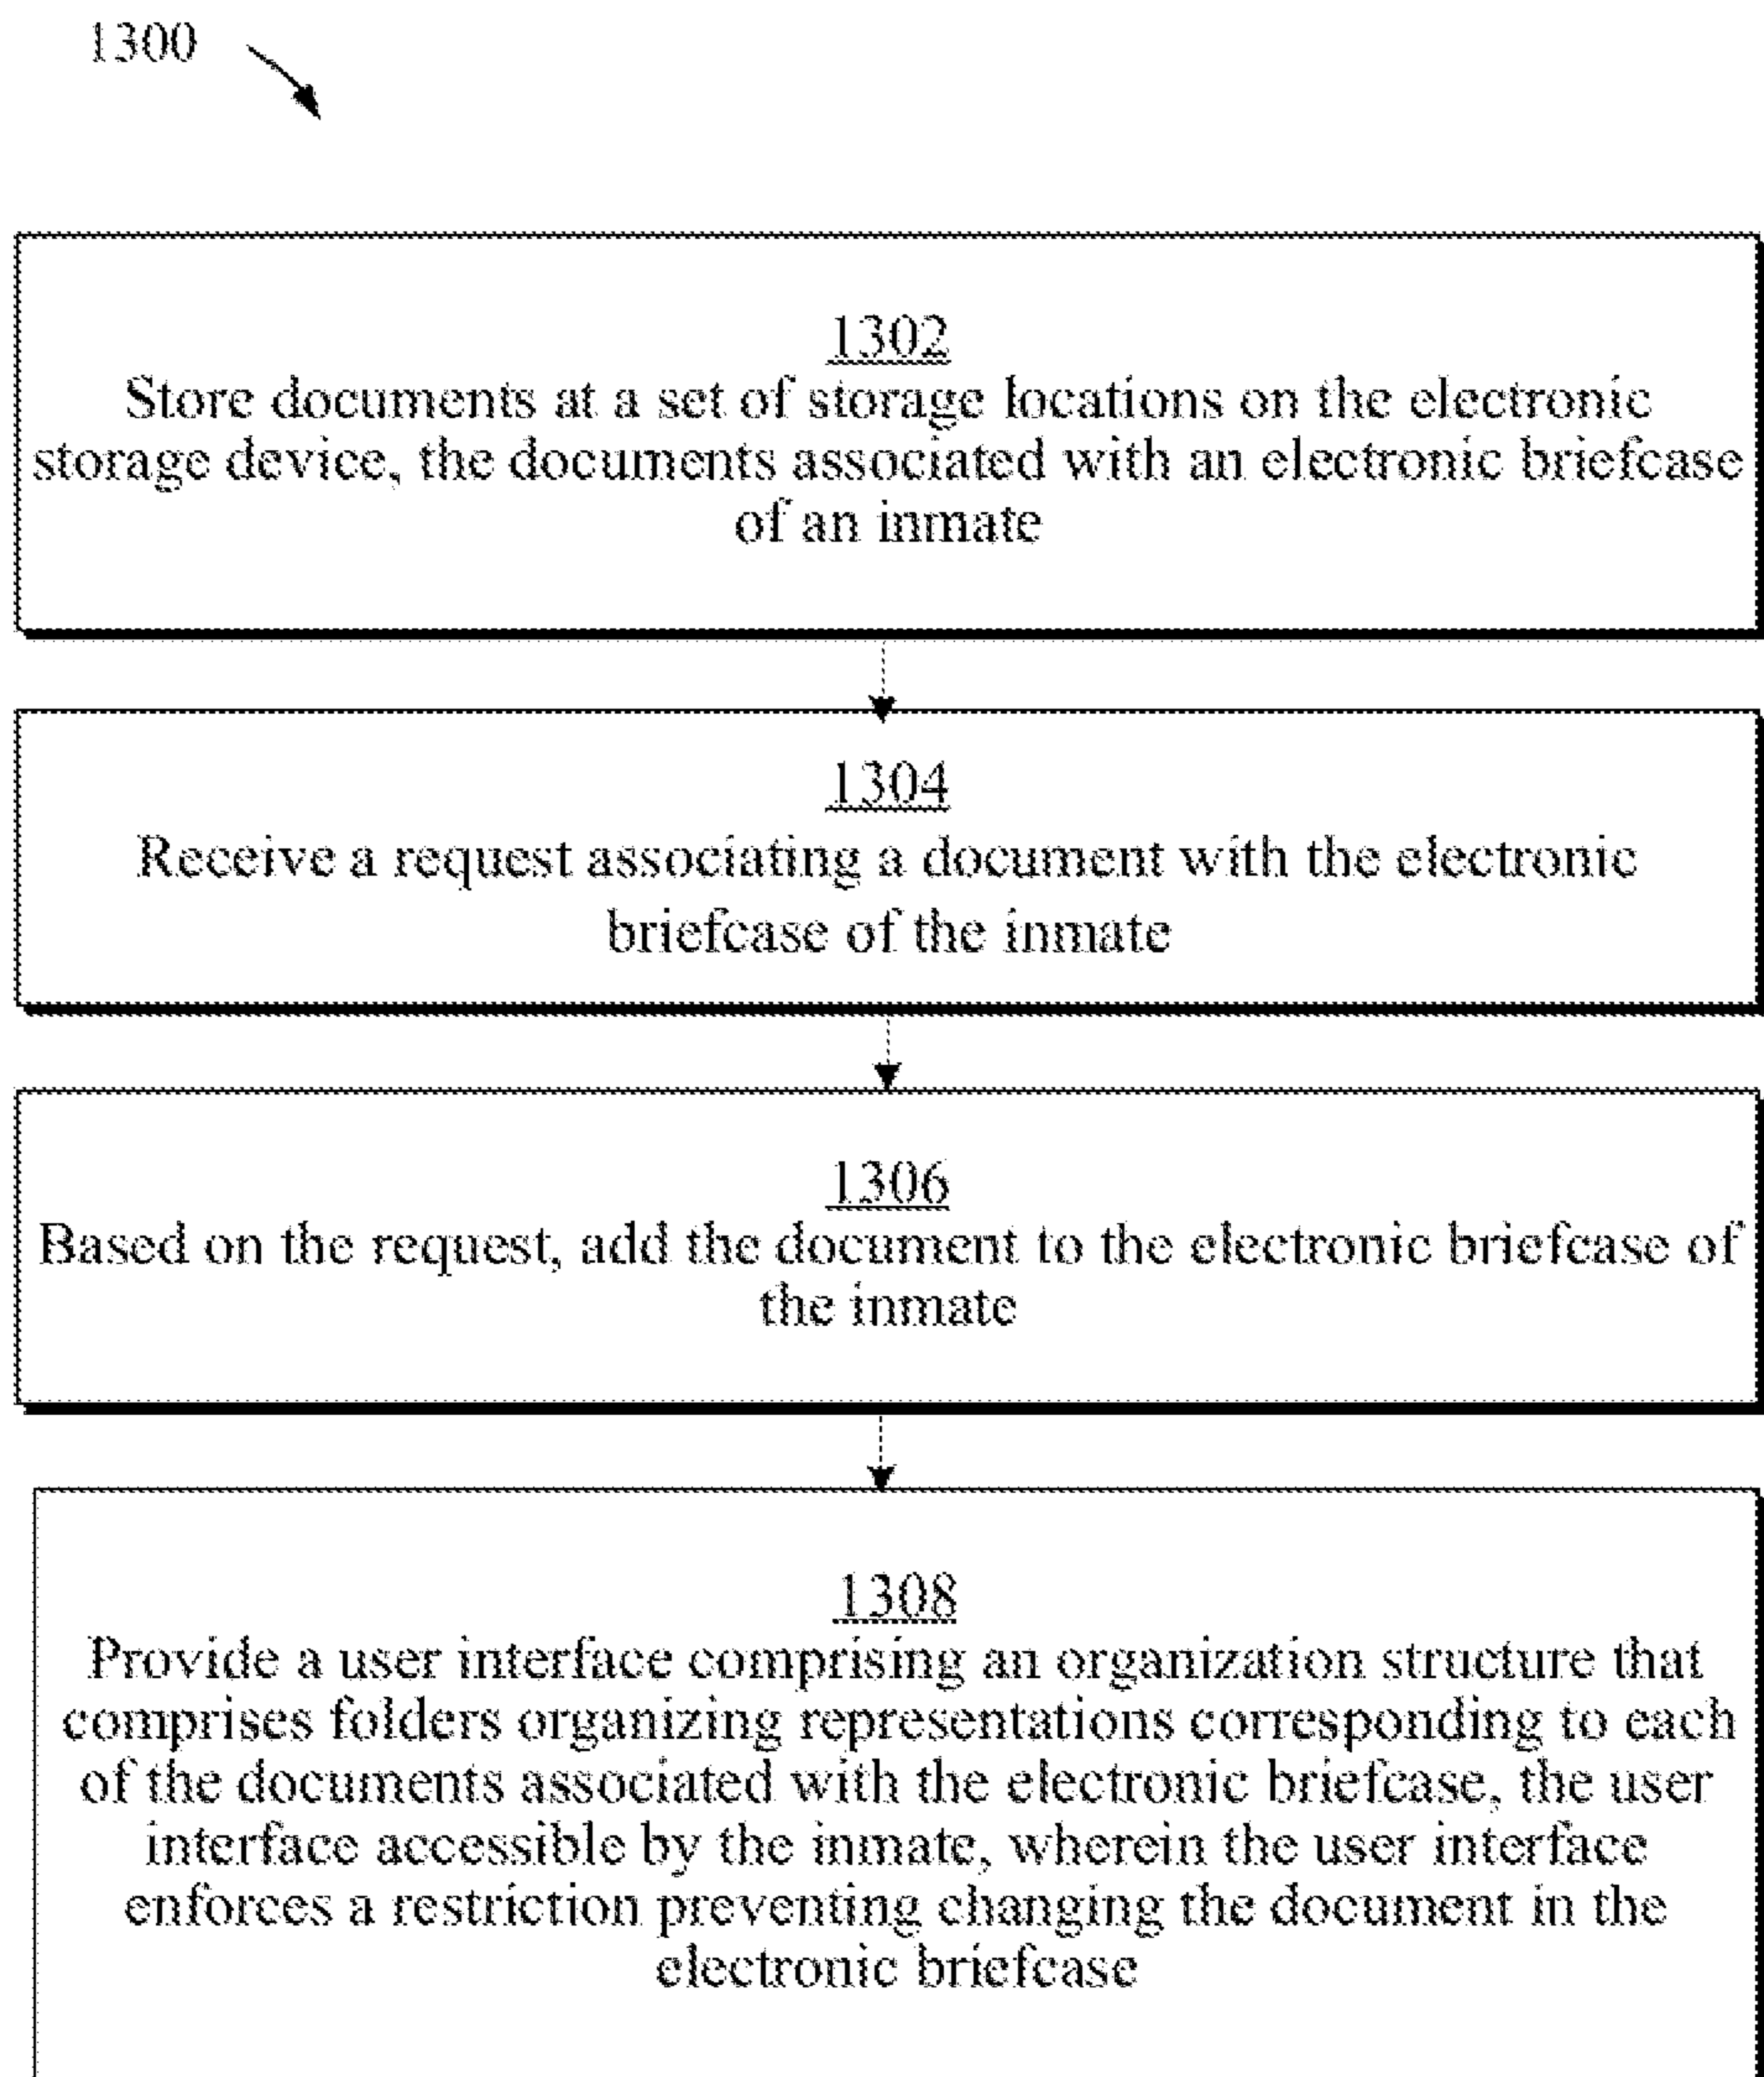 1300
1302
Store documents at a set of storage locations on the electronic
storage device, the documents associated with an electronic briefcase
of an inmate
1304
Receive a request associating a document with the electronic
briefcase of the inmate
1306
Based on the request, add the document to the electronic briefcase of
the inmate
1308
Provide a user interface comprising an organization structure that
comprises folders organizing representations corresponding to each
of the documents associated with the electronic briefcase, the user
interface accessible by the inmate, wherein the user interface
enforces a restriction preventing changing the document in the
electronic briefcase